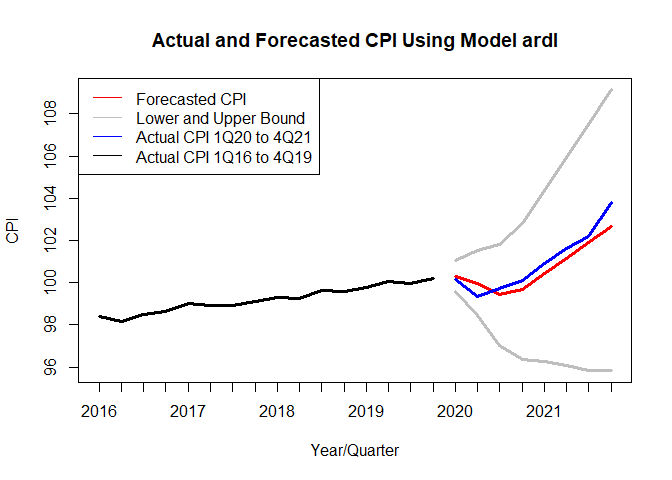 Actual and Forecasted CPI Using Model ardl
Forecasted CPI
Lower and Upper Bound
Actual CPI 1Q20 to 4Q21
Actual CPI 1Q16 to 4Q19
108
106
104
102
100
98
96
CPI
2016 2017 2018 2019 2020 2021
Year/Quarter